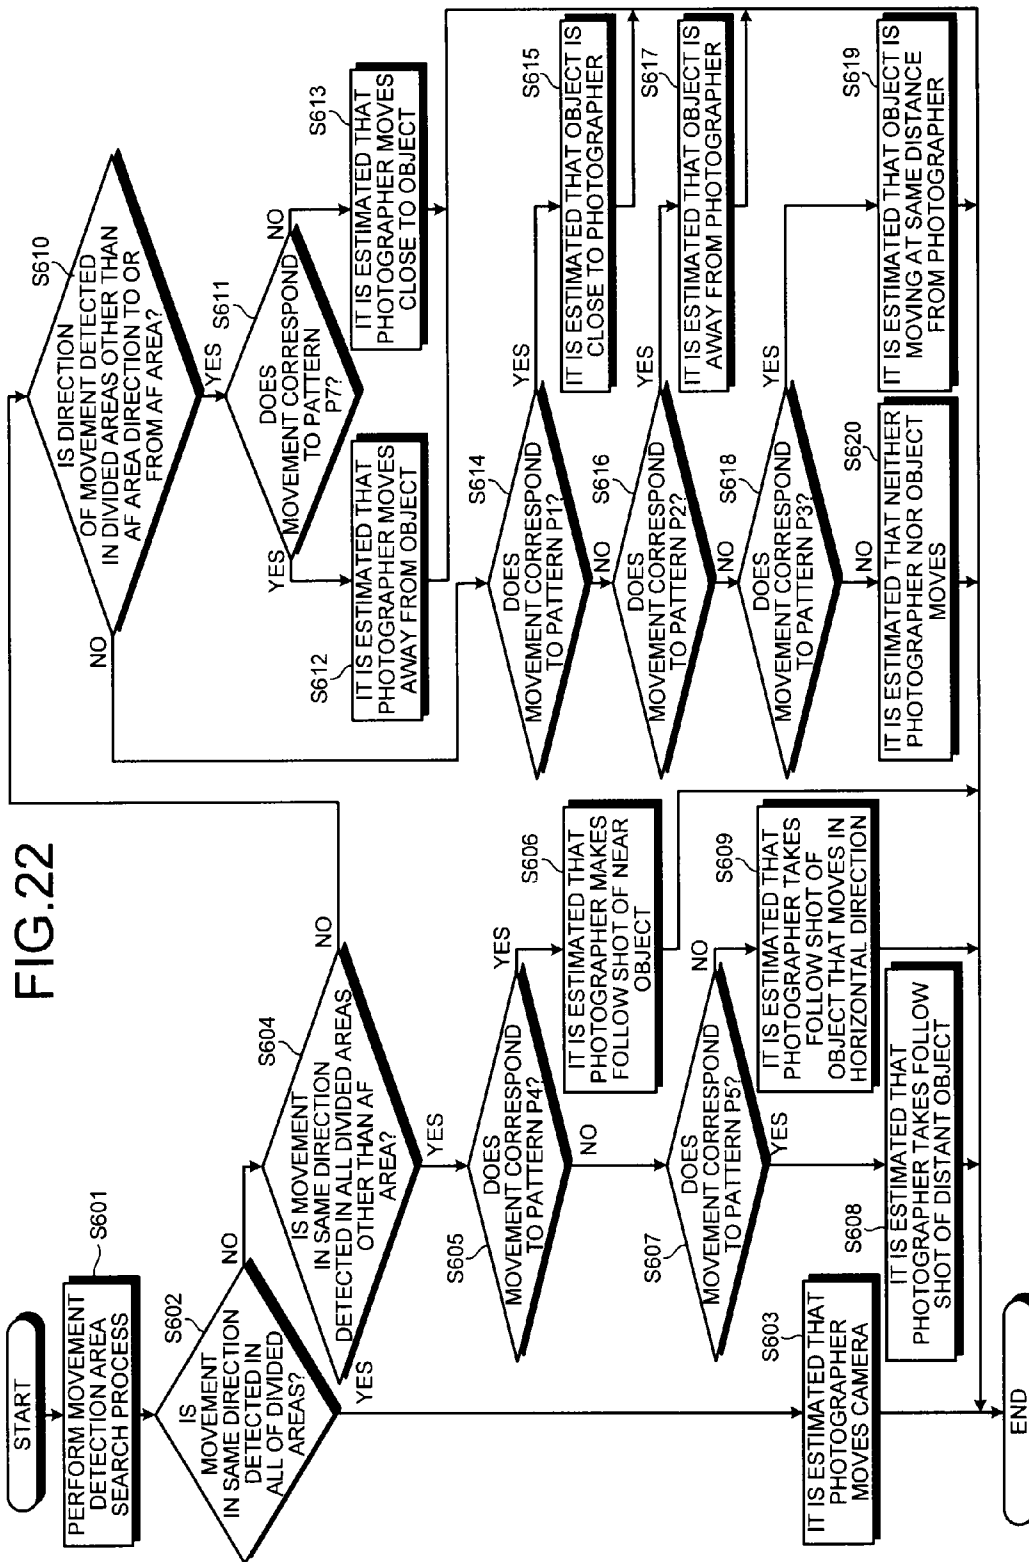 FIG.22
START
S601
PERFORM MOVEMENT
DETECTION AREA
SEARCH PROCESS
S602
IS
MOVEMENT
IN SAME DIRECTION
DETECTED IN
ALL OF DIVIDED
AREAS?
NO
YES
S603
IT IS ESTIMATED THAT
PHOTOGRAPHER
MOVES CAMERA
S604
IS MOVEMENT
IN SAME DIRECTION
DETECTED IN ALL DIVIDED AREAS
OTHER THAN AF
AREA?
NO
YES
S605
DOES
MOVEMENT CORRESPOND
TO PATTERN P4?
YES
NO
S606
IT IS ESTIMATED THAT
PHOTOGRAPHER MAKES
FOLLOW SHOT OF NEAR
OBJECT
S607
DOES
MOVEMENT CORRESPOND
TO PATTERN P5?
NO
YES
S608
IT IS ESTIMATED THAT
PHOTOGRAPHER TAKES FOLLOW
SHOT OF DISTANT OBJECT
S609
IT IS ESTIMATED THAT
PHOTOGRAPHER TAKES
FOLLOW SHOT OF
OBJECT THAT MOVES IN
HORIZONTAL DIRECTION
S610
IS DIRECTION
OF MOVEMENT DETECTED
IN DIVIDED AREAS OTHER THAN
AF AREA DIRECTION TO OR
FROM AF AREA?
NO
YES
S611
DOES
MOVEMENT CORRESPOND
TO PATTERN
P7?
YES
NO
S612
IT IS ESTIMATED THAT
PHOTOGRAPHER MOVES
AWAY FROM OBJECT
S613
IT IS ESTIMATED THAT
PHOTOGRAPHER MOVES
CLOSE TO OBJECT
S614
DOES
MOVEMENT CORRESPOND
TO PATTERN P1?
YES
NO
S615
IT IS ESTIMATED THAT OBJECT IS
CLOSE TO PHOTOGRAPHER
S616
DOES
MOVEMENT CORRESPOND
TO PATTERN P2?
YES
NO
S617
IT IS ESTIMATED THAT OBJECT IS
AWAY FROM PHOTOGRAPHER
S618
DOES
MOVEMENT CORRESPOND
TO PATTERN P3?
YES
NO
S619
IT IS ESTIMATED THAT OBJECT IS
MOVING AT SAME DISTANCE
FROM PHOTOGRAPHER
S620
IT IS ESTIMATED THAT NEITHER
PHOTOGRAPHER NOR OBJECT
MOVES
END